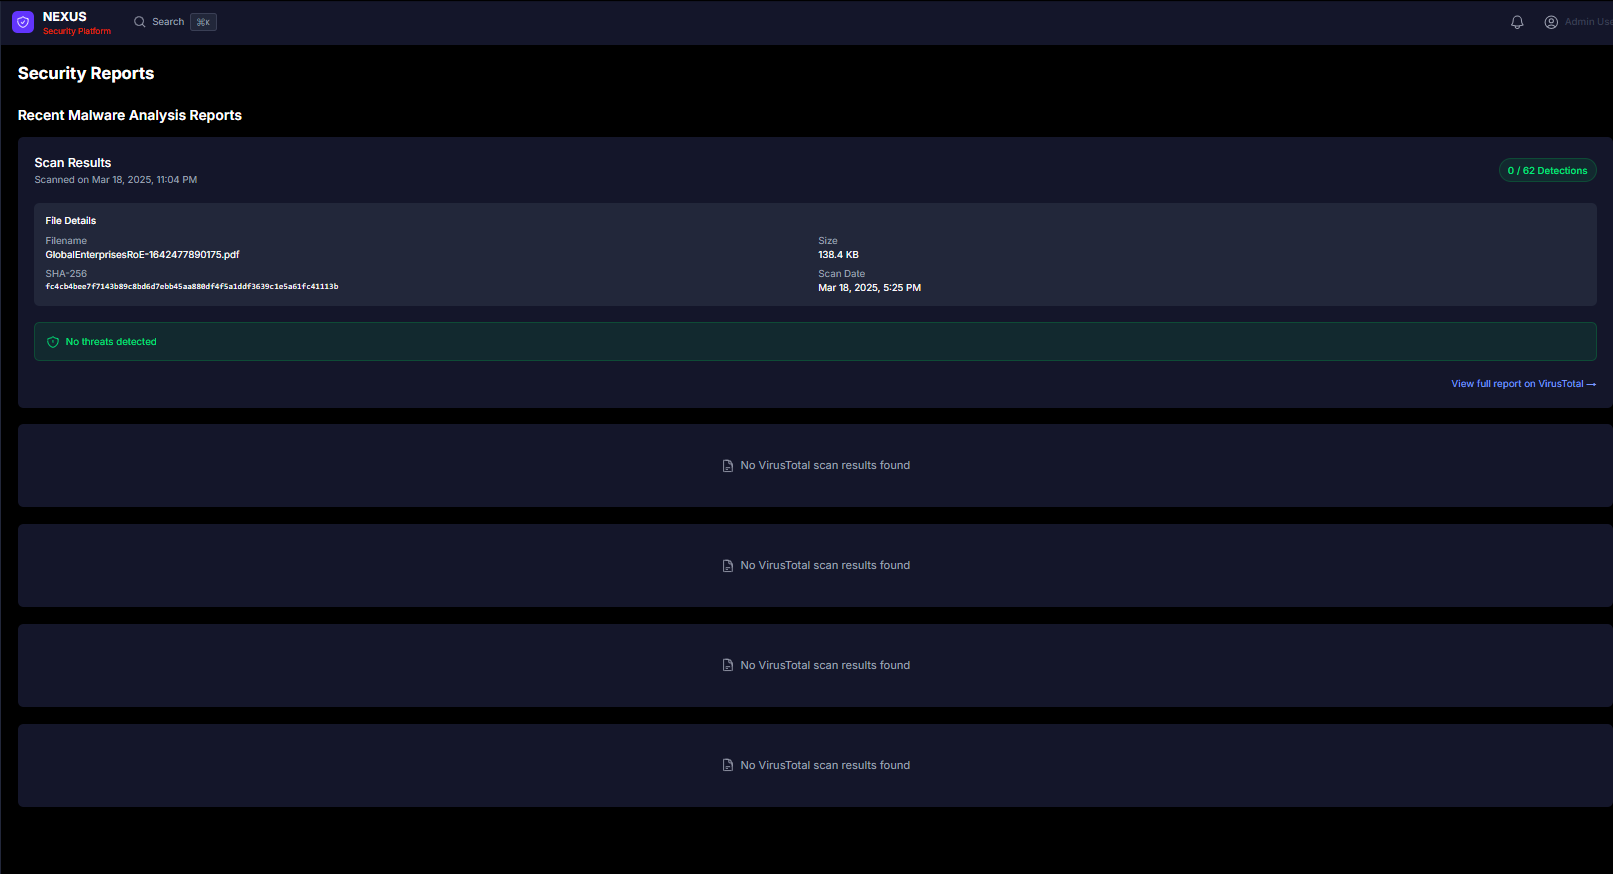 NEXUS
Security Platform
Search
⌘K
Admin Use
Security Reports
Recent Malware Analysis Reports
Scan Results
Scanned on Mar 18, 2025, 11:04 PM
0 / 62 Detections
File Details
Filename
GlobalEnterprisesRoE-1642477890175.pdf
Size
138.4 KB
SHA-256
fc4cb4bee7f7143b89c8bd6d7ebb45aa880df4f5a1ddf3639c1e5a61fc41113b
Scan Date
Mar 18, 2025, 5:25 PM
No threats detected
View full report on VirusTotal →
No VirusTotal scan results found
No VirusTotal scan results found
No VirusTotal scan results found
No VirusTotal scan results found